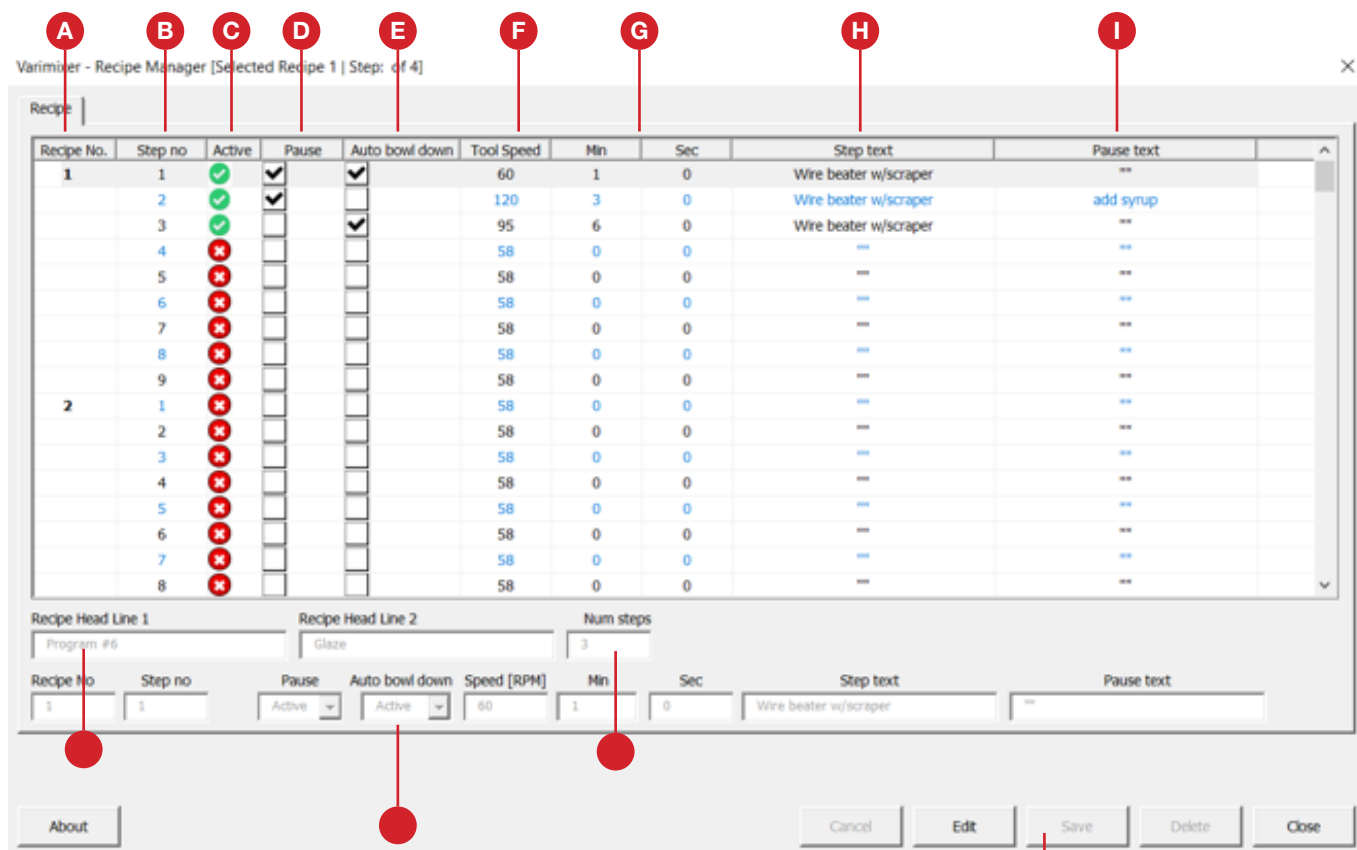 A B C D E F G H I
Varimixer - Recipe Manager [Selected Recipe 1 | Step: of 4]
Recipe
Recipe No. Step no Active Pause Auto bowl down Tool Speed Min Sec Step text Pause text
1 1 60 1 0 Wire beater w/scraper ""
2 120 3 0 Wire beater w/scraper add syrup
3 95 6 0 Wire beater w/scraper ""
4 58 0 0 "" ""
5 58 0 0 "" ""
6 58 0 0 "" ""
7 58 0 0 "" ""
8 58 0 0 "" ""
9 58 0 0 "" ""
2 1 58 0 0 "" ""
2 58 0 0 "" ""
3 58 0 0 "" ""
4 58 0 0 "" ""
5 58 0 0 "" ""
6 58 0 0 "" ""
7 58 0 0 "" ""
8 58 0 0 "" ""
Recipe Head Line 1 Recipe Head Line 2 Num steps
Program #6 Glaze 3
Recipe No Step no Pause Auto bowl down Speed [RPM] Min Sec Step text Pause text
1 1 Active Active 60 1 0 Wire beater w/scraper ""
About Cancel Edit Save Delete Close